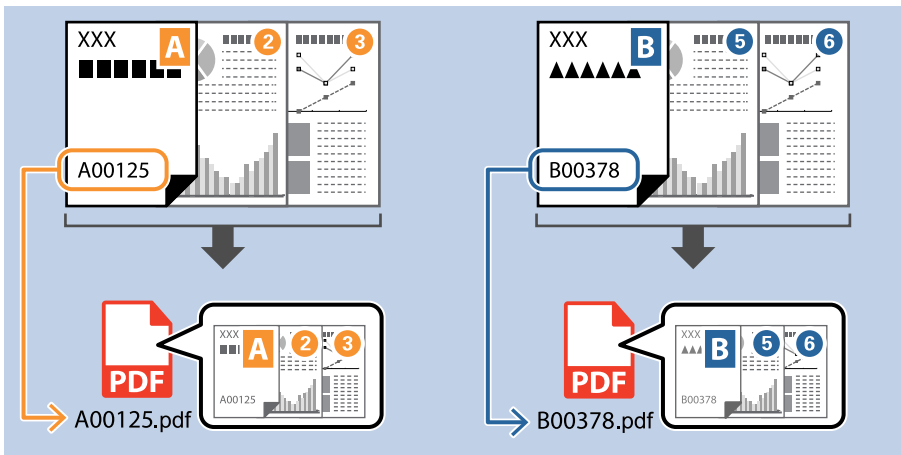 XXX
A
2
3
A00125
XXX
B
5
6
B00378
PDF
XXX
A
2
3
A00125
A00125.pdf
PDF
XXX
B
5
6
B00378
B00378.pdf